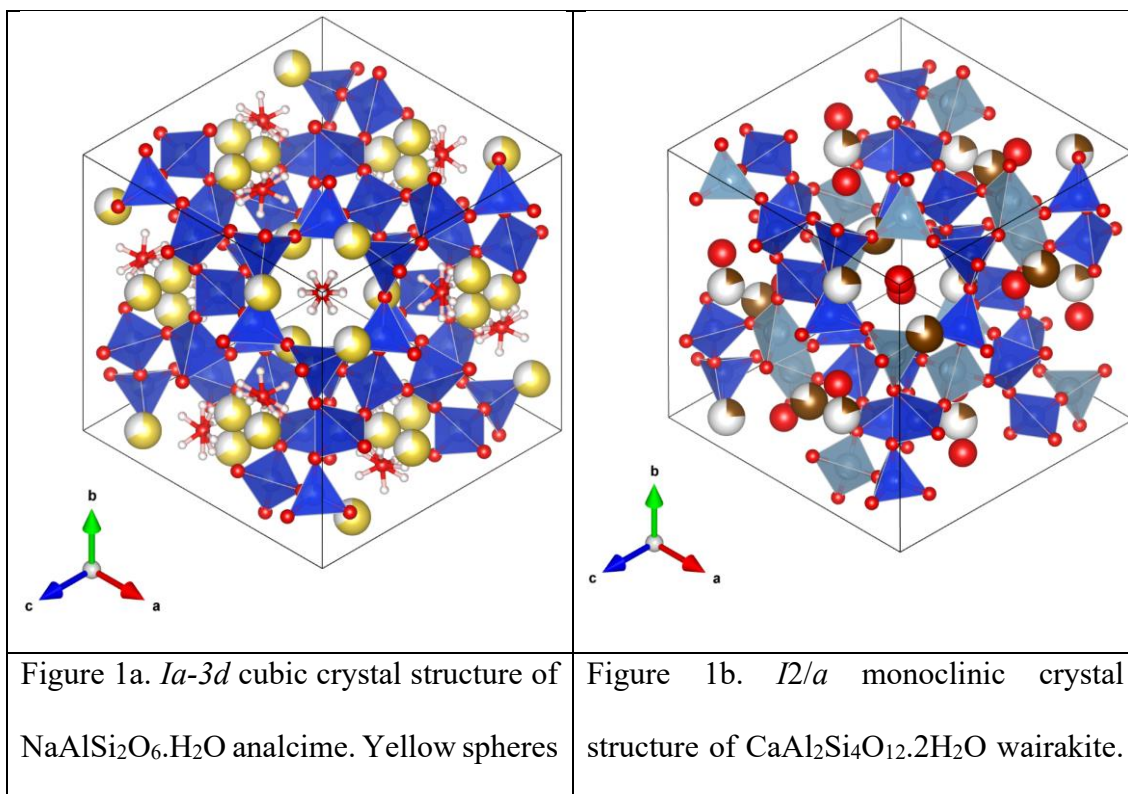 b
c
a
b
c
a
Figure 1a. Ia-3d cubic crystal structure of
NaAlSi₂O₆.H₂O analcime. Yellow spheres
Figure 1b. I2/a monoclinic crystal
structure of CaAl₂Si₄O₁₂.2H₂O wairakite.